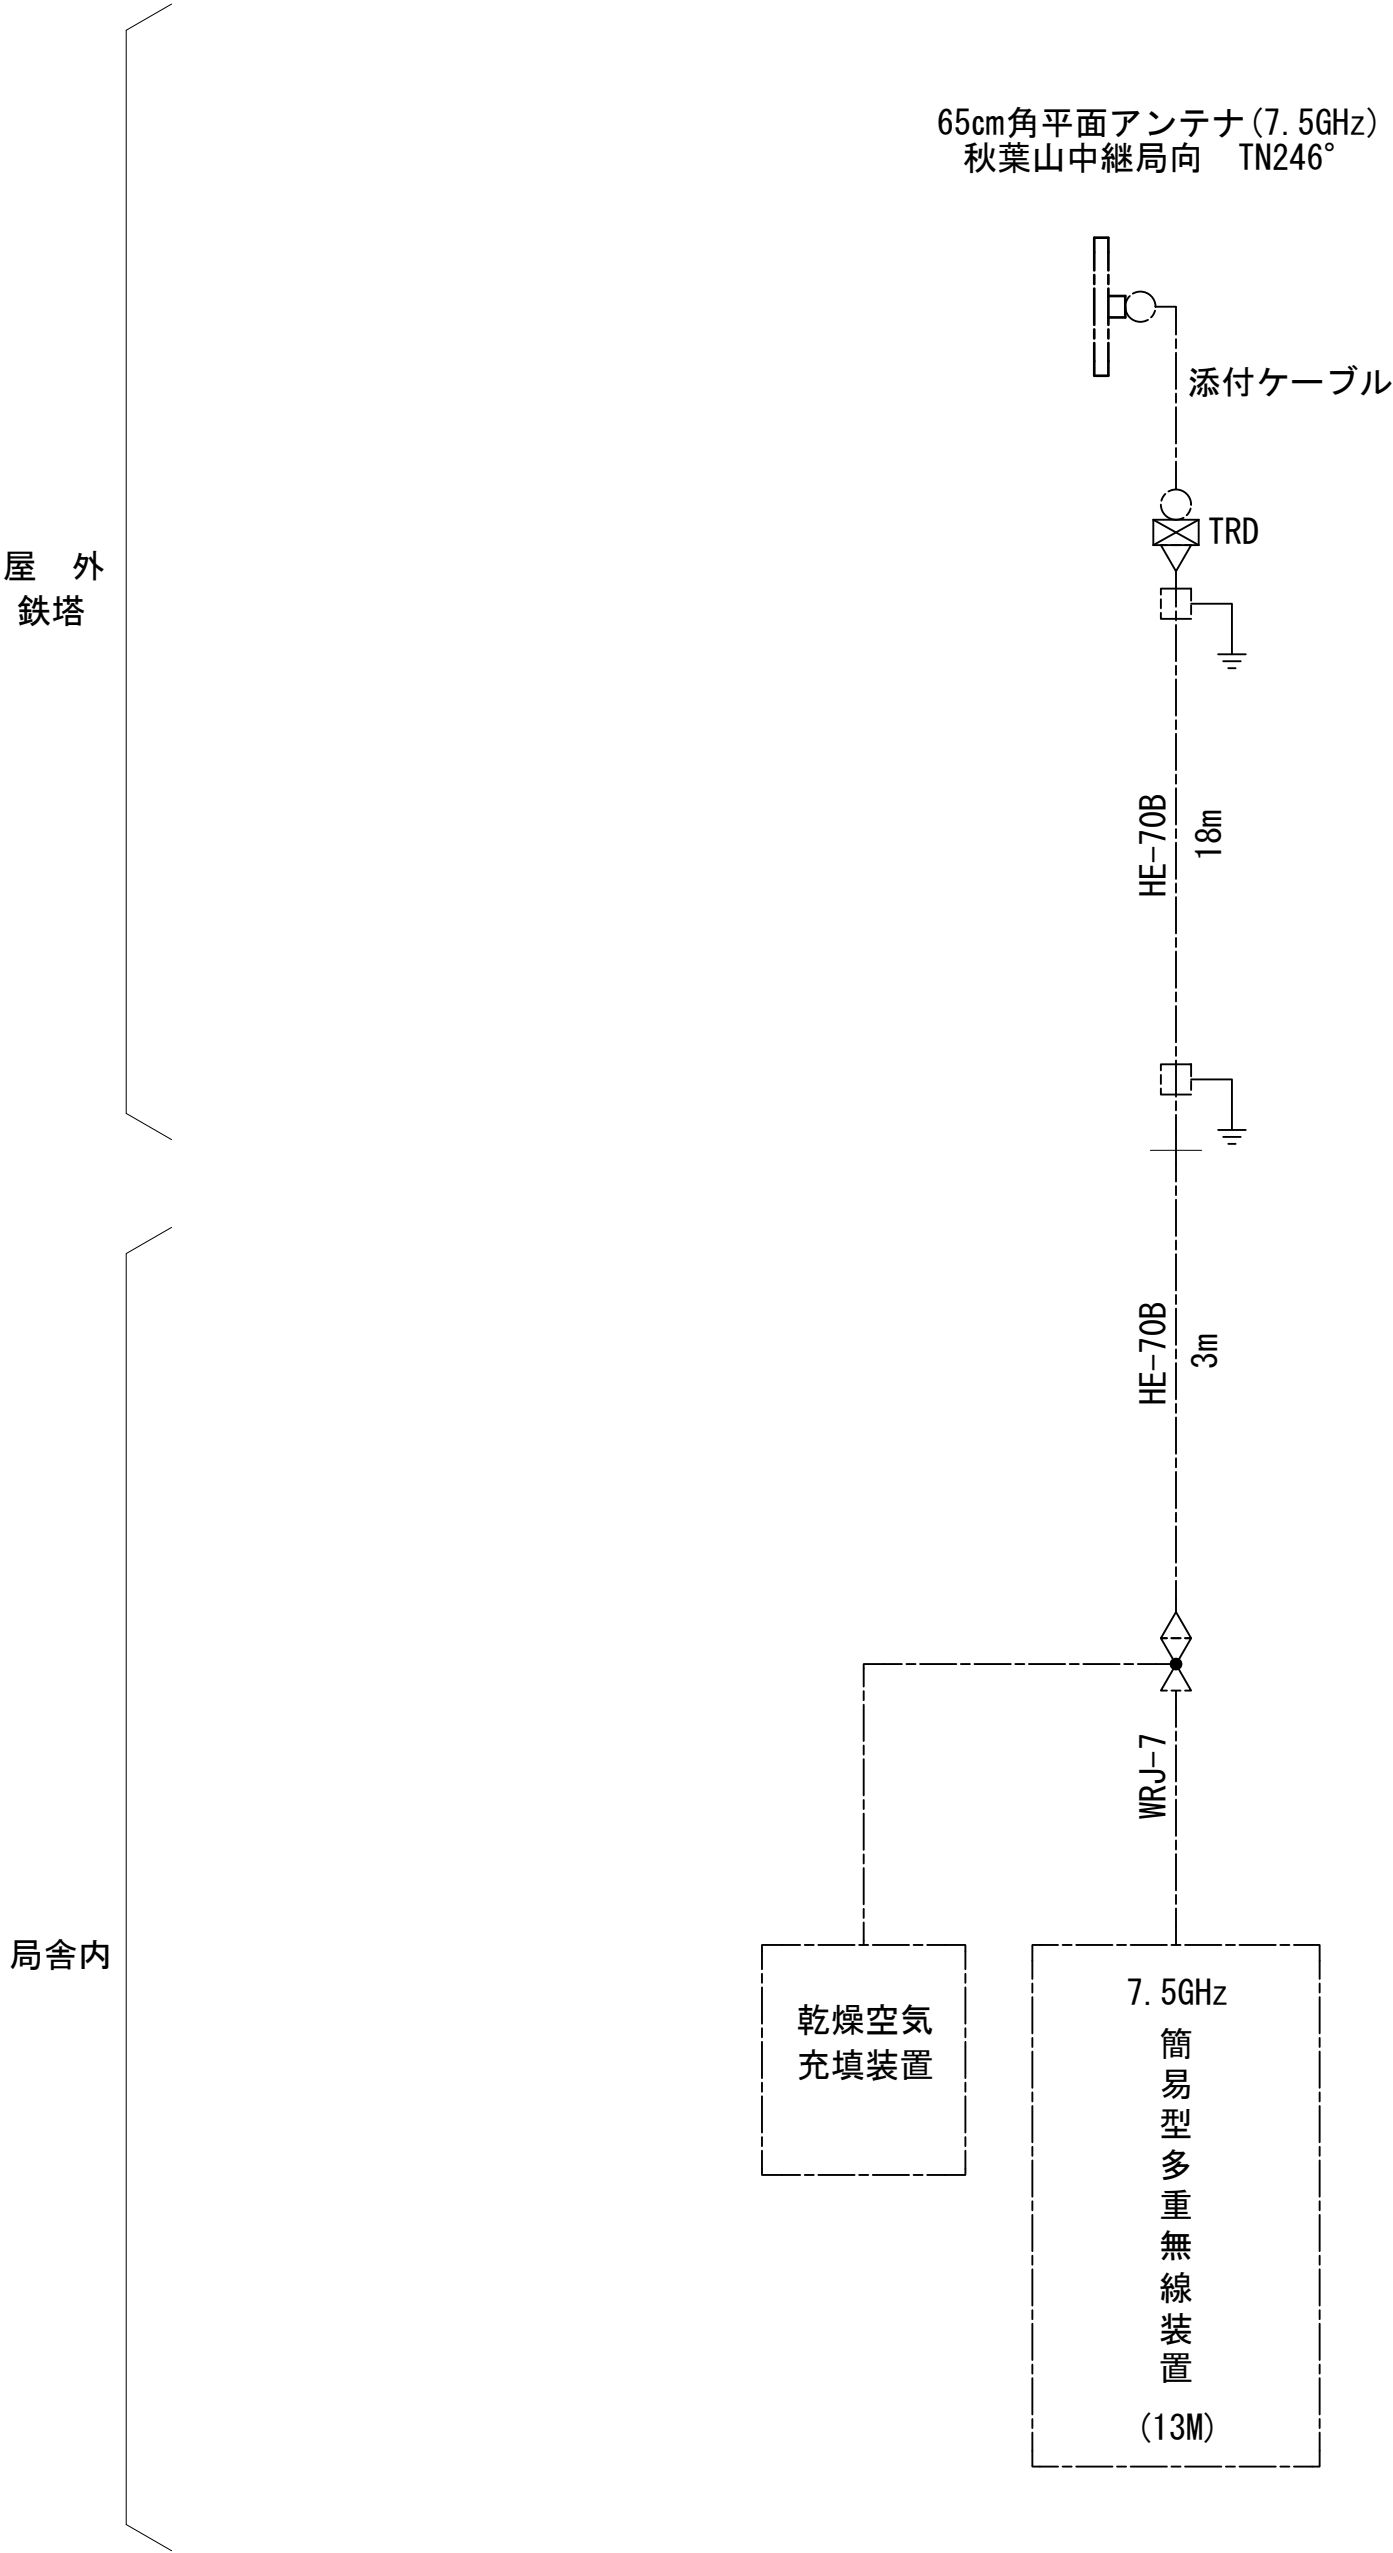 65cm角平面アンテナ(7.5GHz)
秋葉山中継局向　TN246°
添付ケーブル
TRD
屋　外
鉄塔
HE-70B
18m
HE-70B
3m
WRJ-7
局舎内
乾燥空気
充填装置
7.5GHz
簡易型多重無線装置
(13M)